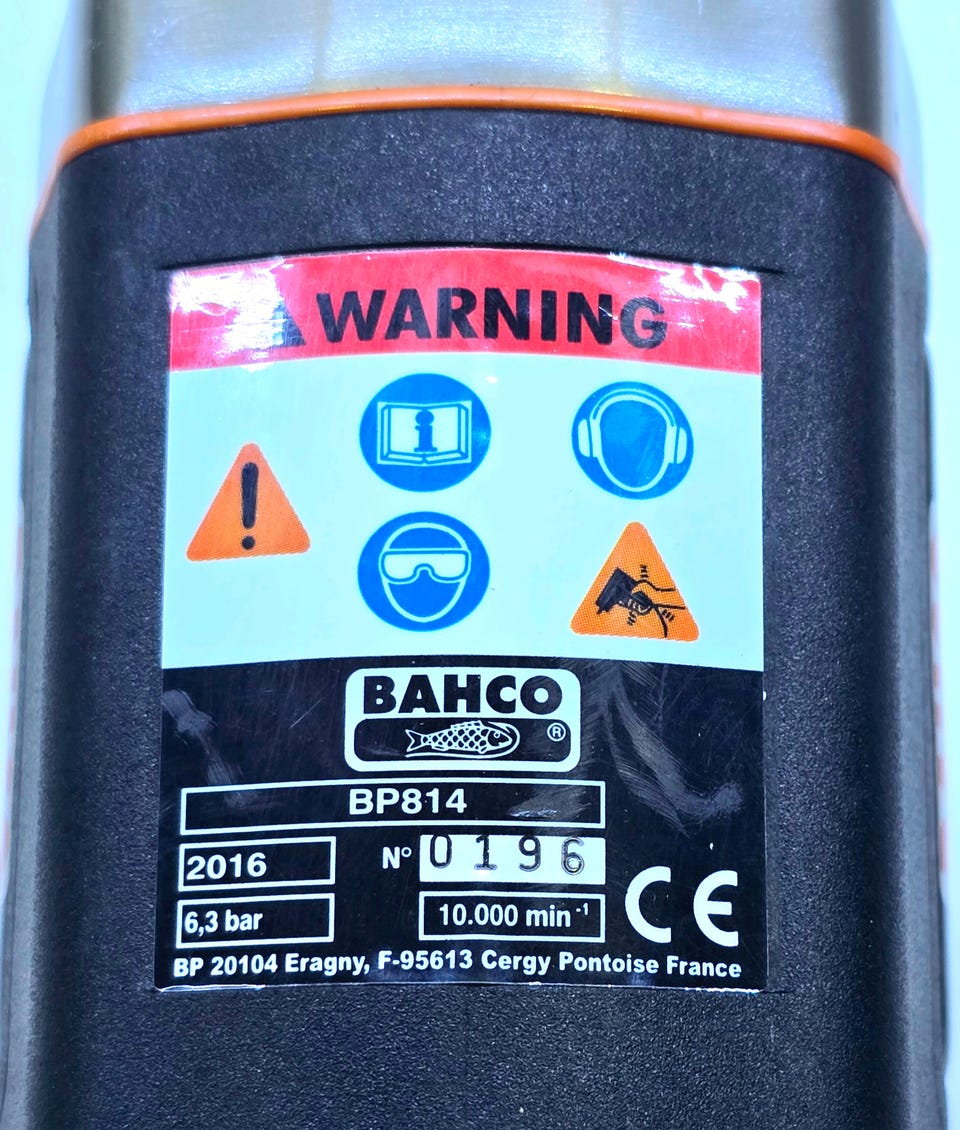 WARNING
BAHCO
®
BP814
2016
N° 0196
6,3 bar
10.000 min-1
CE
BP 20104 Eragny, F-95613 Cergy Pontoise France